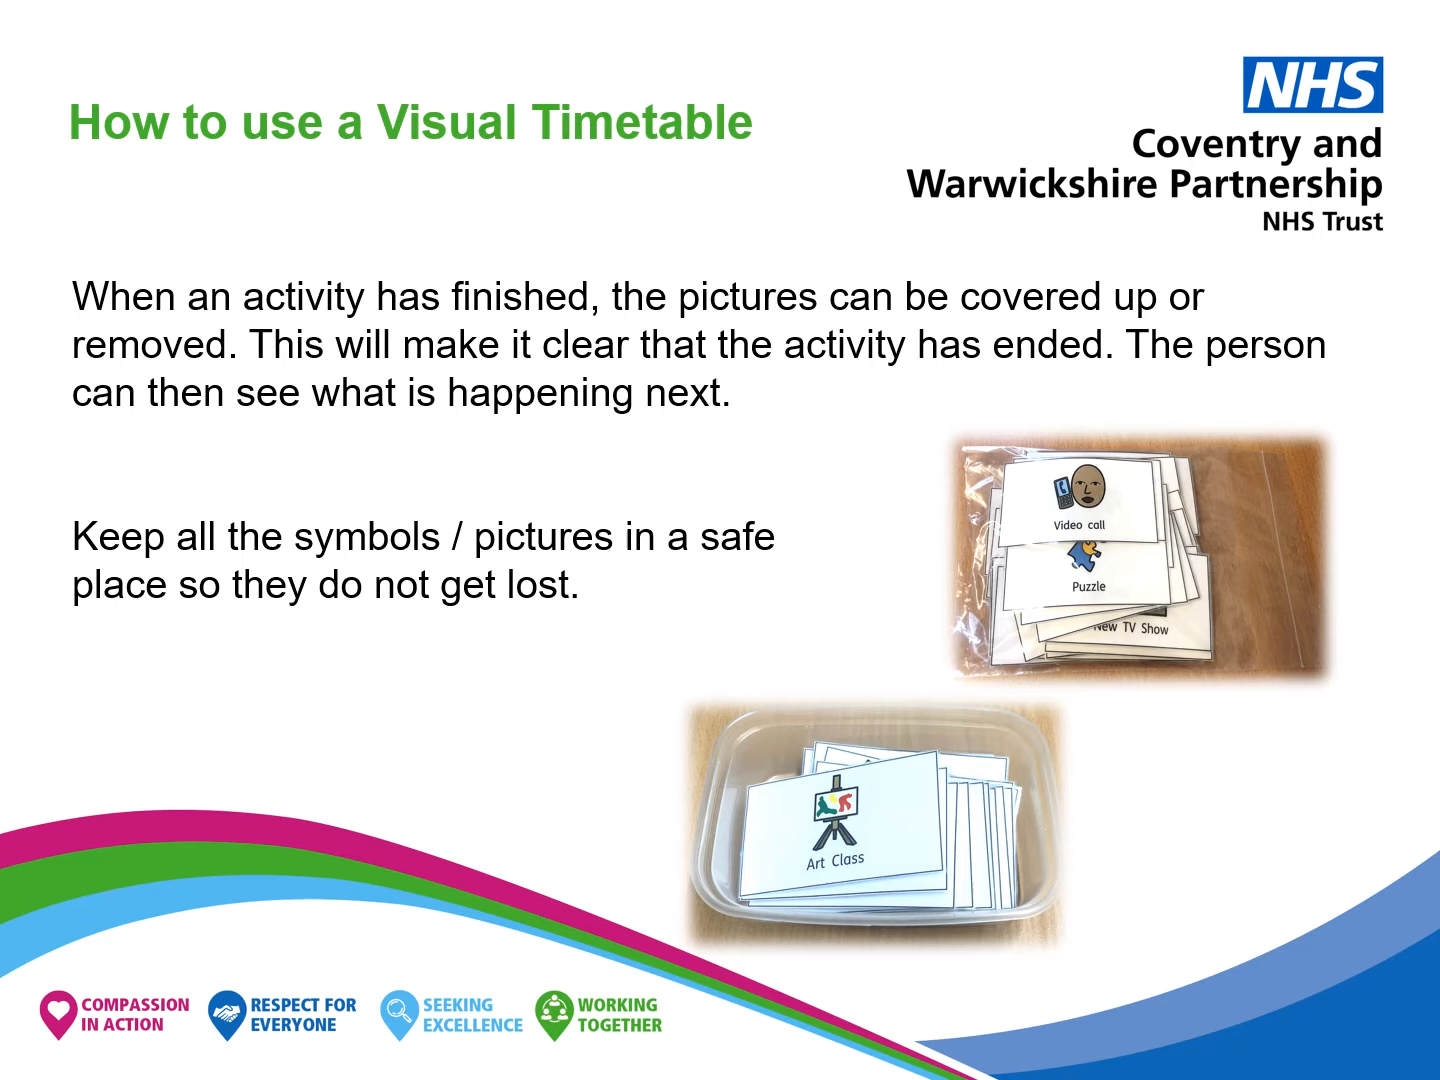 How to use a Visual Timetable
NHS
Coventry and
Warwickshire Partnership
NHS Trust
When an activity has finished, the pictures can be covered up or
removed. This will make it clear that the activity has ended. The person
can then see what is happening next.
Keep all the symbols / pictures in a safe
place so they do not get lost.
Video call
Puzzle
New TV Show
Art Class
COMPASSION
IN ACTION
RESPECT FOR
EVERYONE
SEEKING
EXCELLENCE
WORKING
TOGETHER